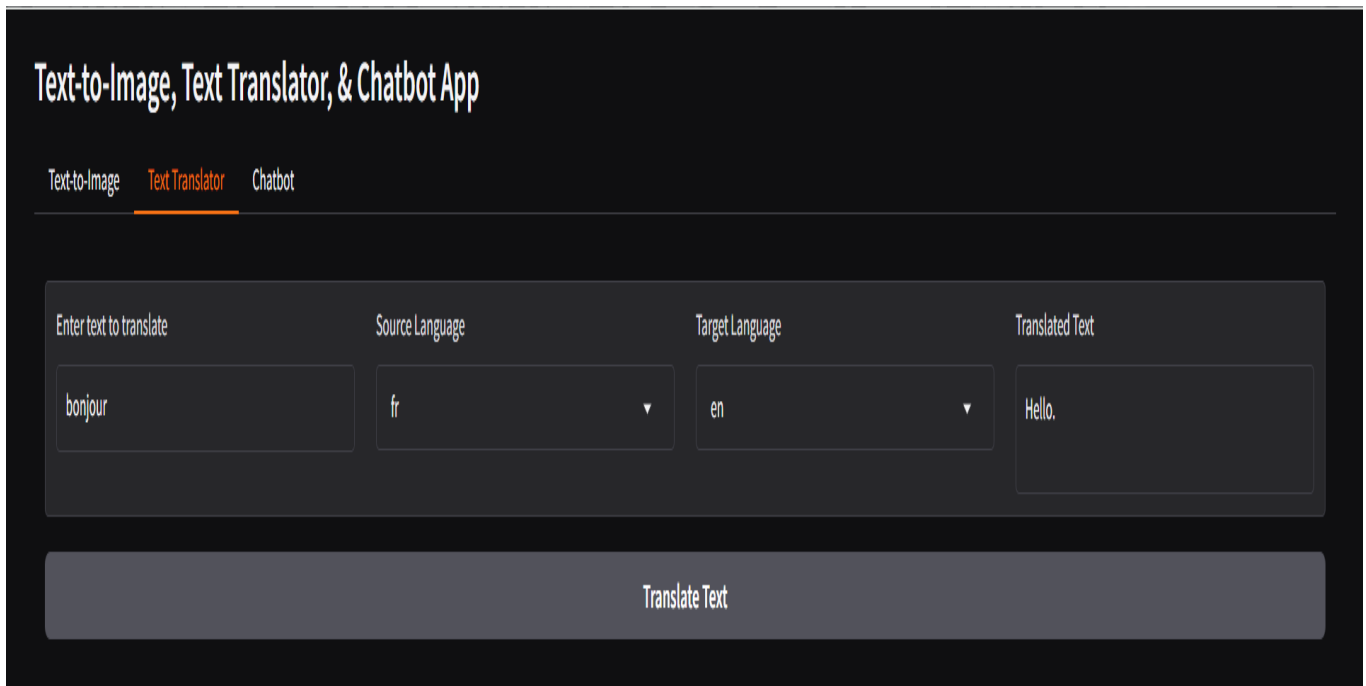 Text-to-Image, Text Translator, & Chatbot App
Text-to-Image Text Translator Chatbot
Enter text to translate Source Language Target Language Translated Text
bonjour fr en Hello.
Translate Text